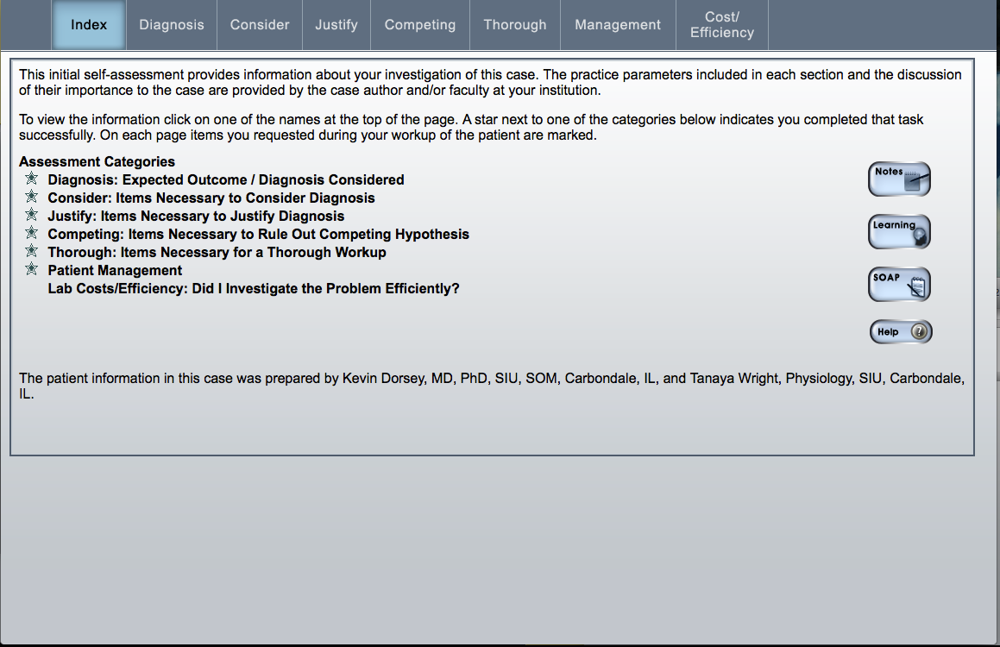 Index
Diagnosis
Consider
Justify
Competing
Thorough
Management
Cost/
Efficiency
This initial self-assessment provides information about your investigation of this case. The practice parameters included in each section and the discussion
of their importance to the case are provided by the case author and/or faculty at your institution.
To view the information click on one of the names at the top of the page. A star next to one of the categories below indicates you completed that task
successfully. On each page items you requested during your workup of the patient are marked.
Assessment Categories
Diagnosis: Expected Outcome / Diagnosis Considered
Consider: Items Necessary to Consider Diagnosis
Justify: Items Necessary to Justify Diagnosis
Competing: Items Necessary to Rule Out Competing Hypothesis
Thorough: Items Necessary for a Thorough Workup
Patient Management
Lab Costs/Efficiency: Did I Investigate the Problem Efficiently?
Notes
Learning
SOAP
Help ?
The patient information in this case was prepared by Kevin Dorsey, MD, PhD, SIU, SOM, Carbondale, IL, and Tanaya Wright, Physiology, SIU, Carbondale,
IL.